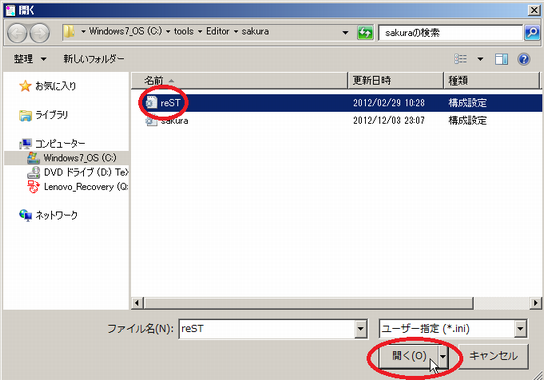 開く
Windows7_OS (C:) ▸ tools ▸ Editor ▸ sakura
sakuraの検索
整理 新しいフォルダー
名前 更新日時 種類
お気に入り
ライブラリ
コンピューター
Windows7_OS (C:)
DVD ドライブ (D:) Te
Lenovo_Recovery (Q:
ネットワーク
reST 2012/02/29 10:28 構成設定
sakura 2012/12/03 23:07 構成設定
ファイル名(N): reST ユーザー指定 (*.ini)
開く(O) キャンセル